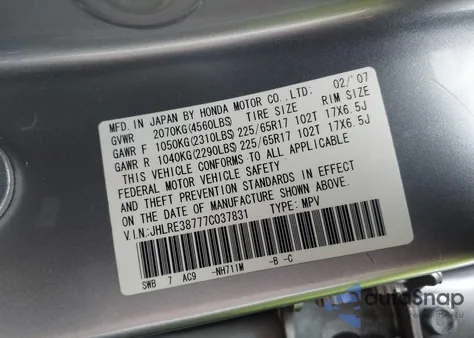 MFD. IN JAPAN BY HONDA MOTOR CO.,LTD: 02/'07
GVWR 2070KG(4560LBS) TIRE SIZE RIM SIZE
GAWR F 1050KG(2310LBS) 225/65R17 102T 17X6.5J
GAWR R 1040KG(2290LBS) 225/65R17 102T 17X6.5J
THIS VEHICLE CONFORMS TO ALL APPLICABLE
FEDERAL MOTOR VEHICLE SAFETY
AND THEFT PREVENTION STANDARDS IN EFFECT
ON THE DATE OF MANUFACTURE SHOWN ABOVE.
V.I.N:JHLRE38777C037831 TYPE: MPV
SWB 7 AC9 -NH711M -B -C
autoSnap